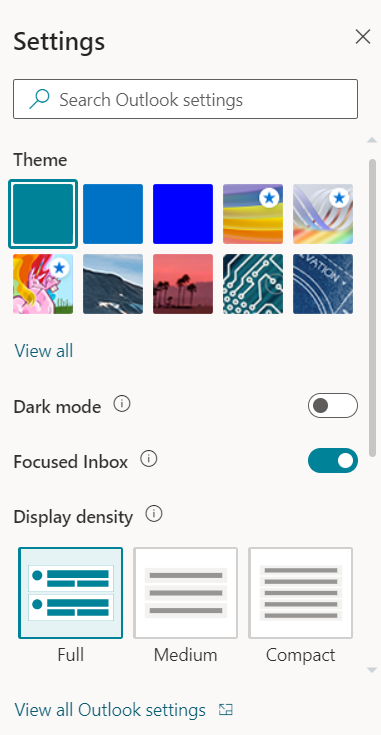 Settings
Search Outlook settings
Theme
VATION
View all
Dark mode
Focused Inbox
Display density
Full Medium Compact
View all Outlook settings